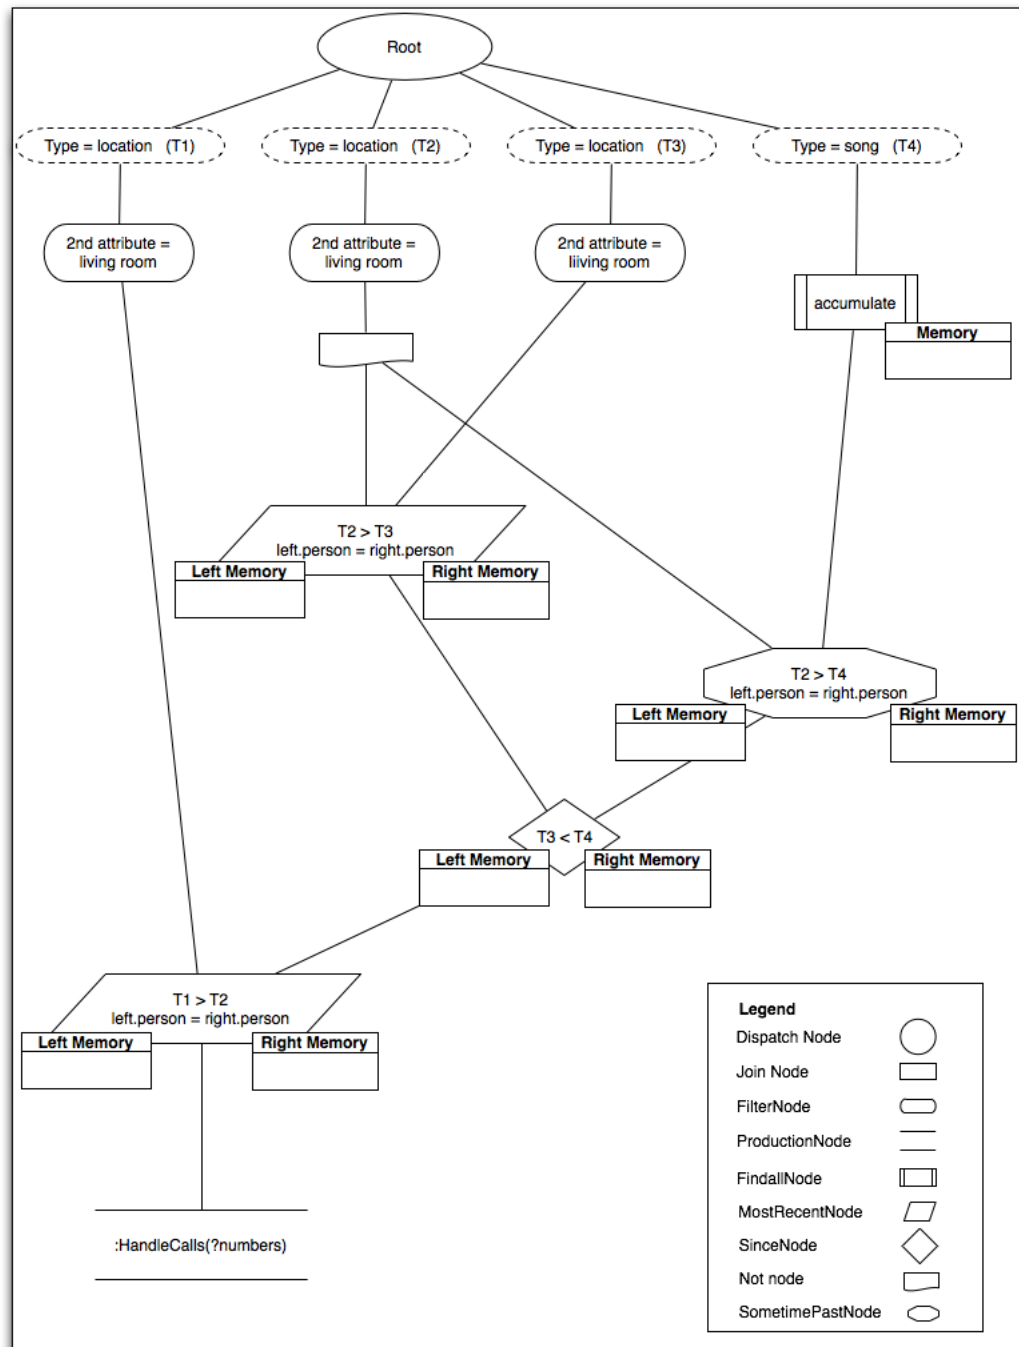 Root
Type = location (T1)
Type = location (T2)
Type = location (T3)
Type = song (T4)
2nd attribute =
living room
2nd attribute =
living room
2nd attribute =
liiving room
accumulate
Memory
T2 > T3
left.person = right.person
Left Memory
Right Memory
T2 > T4
left.person = right.person
Left Memory
Right Memory
T3 < T4
Left Memory
Right Memory
T1 > T2
left.person = right.person
Left Memory
Right Memory
:HandleCalls(?numbers)
Legend
Dispatch Node
Join Node
FilterNode
ProductionNode
FindallNode
MostRecentNode
SinceNode
Not node
SometimePastNode